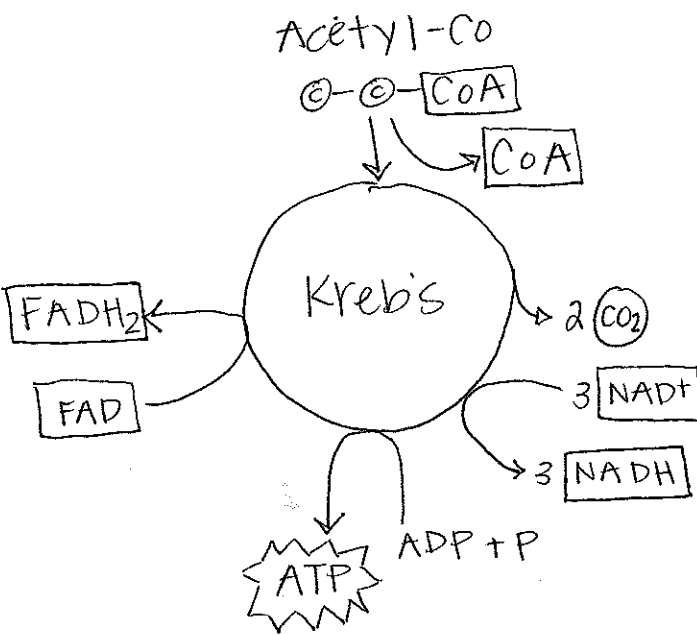 Acetyl-Co
C - C - CoA
CoA
Kreb's
FADH₂
FAD
2 CO₂
3 NAD+
3 NADH
ADP + P
ATP